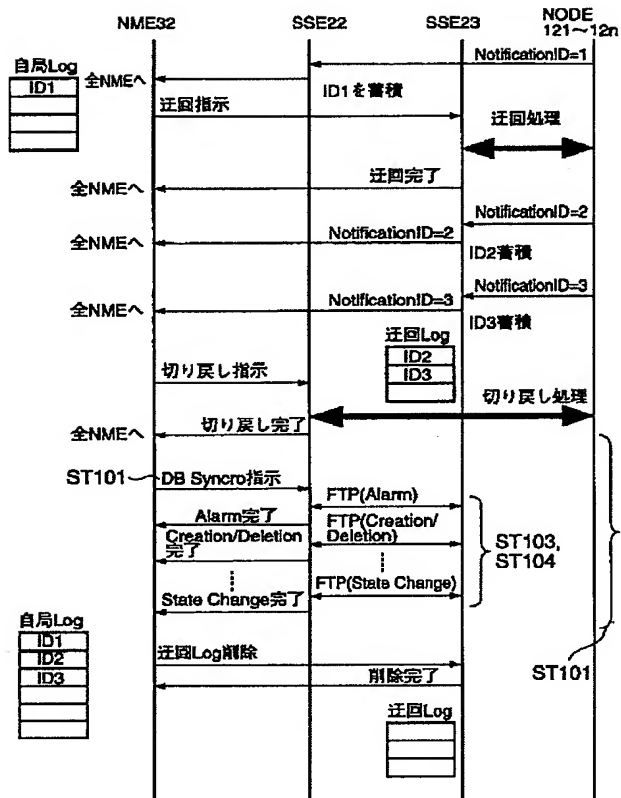 NME32 SSE22 SSE23 NODE
121~12n
NotificationID=1
自局Log
ID1
全NMEへ
ID1を蓄積
迂回指示
迂回処理
迂回完了
全NMEへ
NotificationID=2
NotificationID=2
全NMEへ
ID2蓄積
NotificationID=3
NotificationID=3
全NMEへ
ID3蓄積
迂回Log
ID2
ID3
切り戻し指示
切り戻し処理
切り戻し完了
全NMEへ
ST101
DB Syncro指示
FTP(Alarm)
Alarm完了
FTP(Creation/
Deletion)
Creation/Deletion
完了
ST103,
ST104
FTP(State Change)
State Change完了
自局Log
ID1
ID2
ID3
迂回Log削除
削除完了
ST101
迂回Log